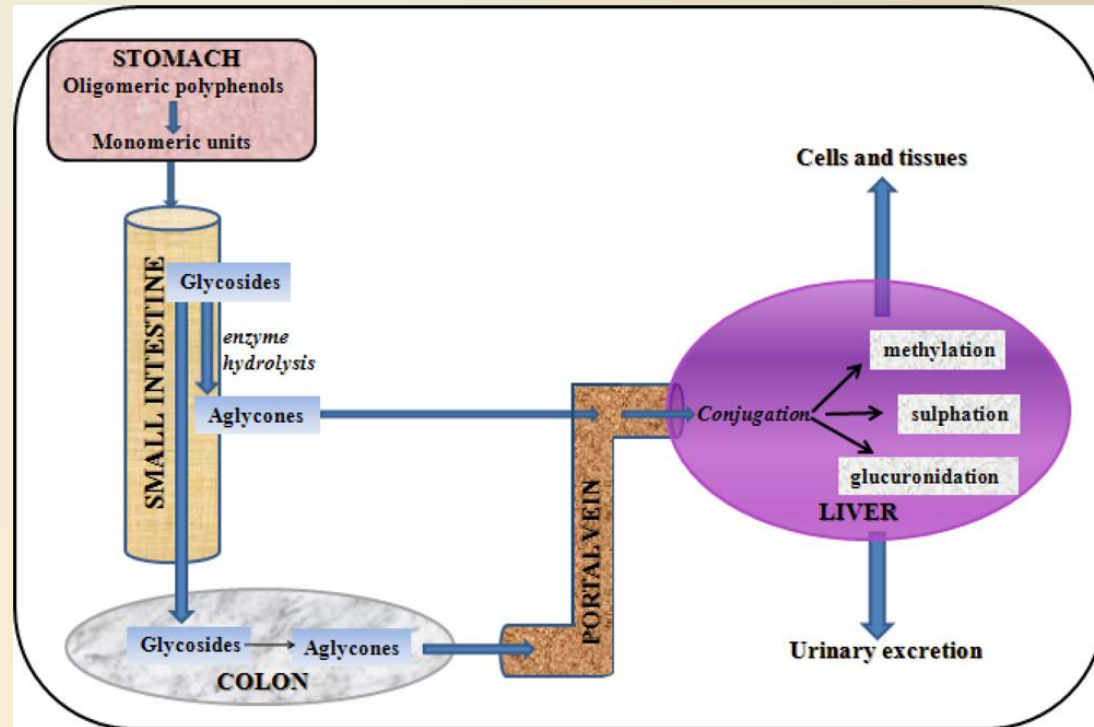 STOMACH
Oligomeric polyphenols
Monomeric units
SMALL INTESTINE
Glycosides
enzyme
hydrolysis
Aglycones
Glycosides
Aglycones
COLON
PORTAL VEIN
Cells and tissues
Conjugation
methylation
sulphation
glucuronidation
LIVER
Urinary excretion